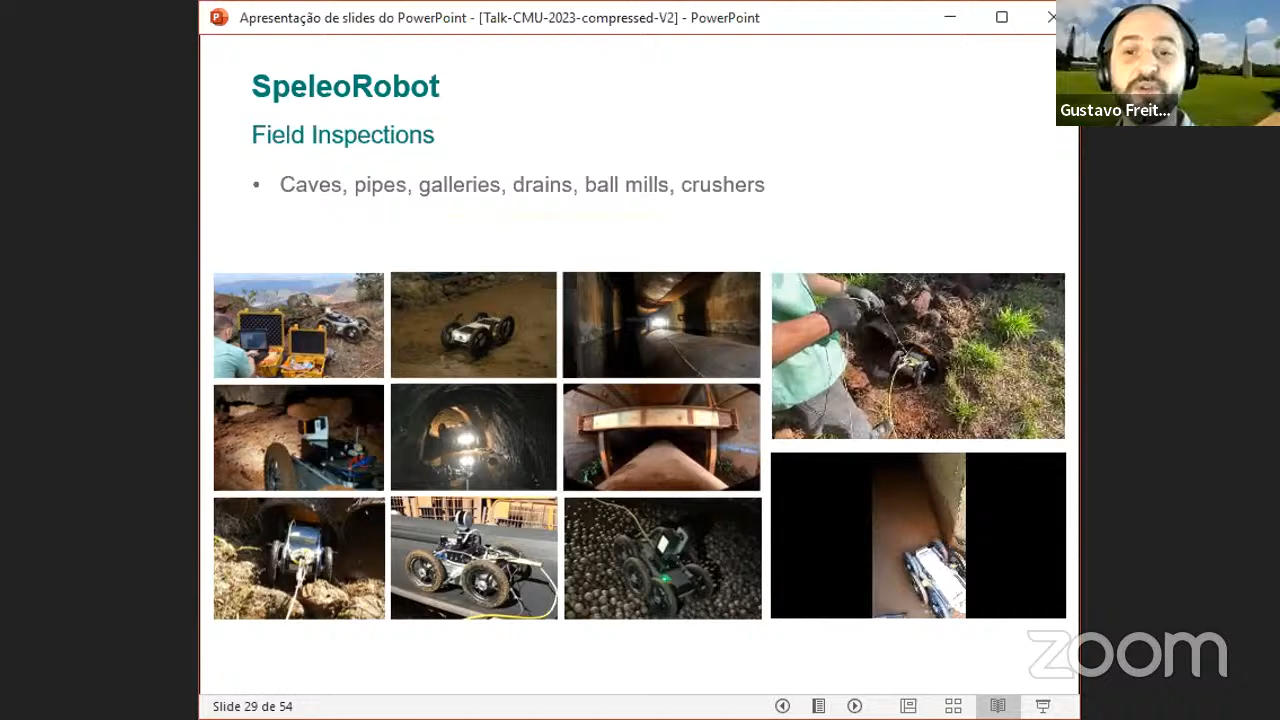 Apresentação de slides do PowerPoint - [Talk-CMU-2023-compressed-V2] - PowerPoint
Gustavo Freit...
SpeleoRobot
Field Inspections
• Caves, pipes, galleries, drains, ball mills, crushers
zoom
Slide 29 de 54